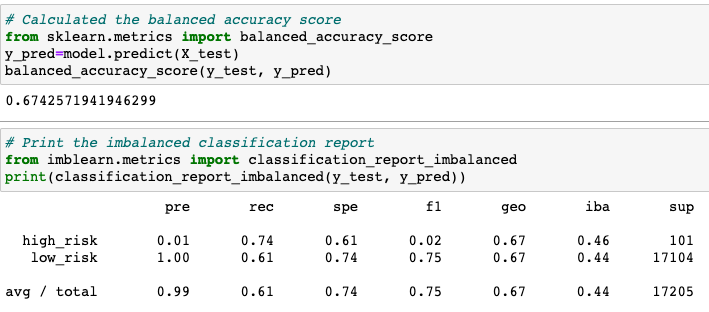 # Calculated the balanced accuracy score
from sklearn.metrics import balanced_accuracy_score
y_pred=model.predict(X_test)
balanced_accuracy_score(y_test, y_pred)
0.6742571941946299
# Print the imbalanced classification report
from imblearn.metrics import classification_report_imbalanced
print(classification_report_imbalanced(y_test, y_pred))
pre rec spe f1 geo iba sup
high_risk 0.01 0.74 0.61 0.02 0.67 0.46 101
low_risk 1.00 0.61 0.74 0.75 0.67 0.44 17104
avg / total 0.99 0.61 0.74 0.75 0.67 0.44 17205